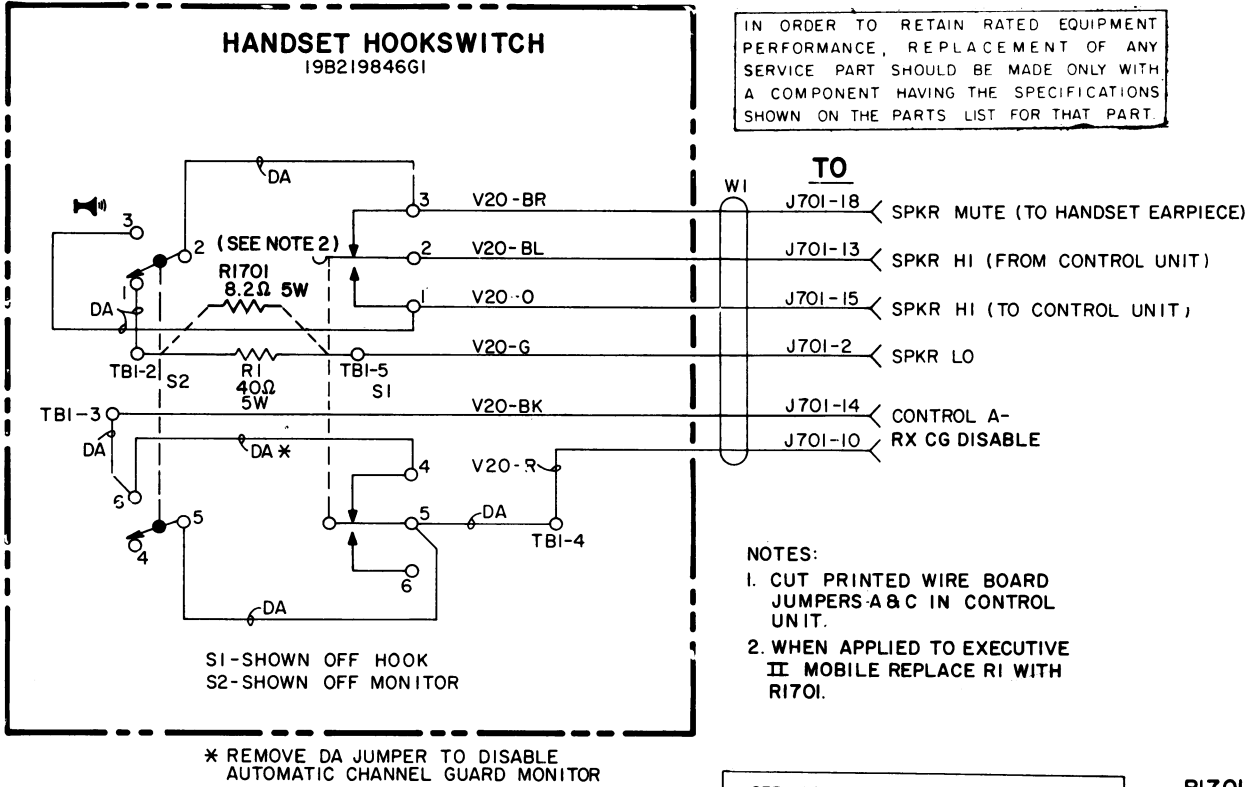 HANDSET HOOKSWITCH
19B219846G1
IN ORDER TO RETAIN RATED EQUIPMENT
PERFORMANCE, REPLACEMENT OF ANY
SERVICE PART SHOULD BE MADE ONLY WITH
A COMPONENT HAVING THE SPECIFICATIONS
SHOWN ON THE PARTS LIST FOR THAT PART.
TO
W1
DA
3
V20-BR
J701-18
SPKR MUTE (TO HANDSET EARPIECE)
3
2
(SEE NOTE 2)
2
V20-BL
J701-13
SPKR HI (FROM CONTROL UNIT)
R1701
8.2Ω 5W
1
DA
1
V20-O
J701-15
SPKR HI (TO CONTROL UNIT)
TB1-2
S2
R1
40Ω
5W
TB1-5
S1
V20-G
J701-2
SPKR LO
TB1-3
V20-BK
J701-14
CONTROL A-
DA
DA *
4
V20-R
J701-10
RX CG DISABLE
6
5
4
5
DA
TB1-4
6
DA
S1-SHOWN OFF HOOK
S2-SHOWN OFF MONITOR
NOTES:
1. CUT PRINTED WIRE BOARD
JUMPERS A & C IN CONTROL
UNIT.
2. WHEN APPLIED TO EXECUTIVE
II MOBILE REPLACE R1 WITH
R1701.
* REMOVE DA JUMPER TO DISABLE
AUTOMATIC CHANNEL GUARD MONITOR